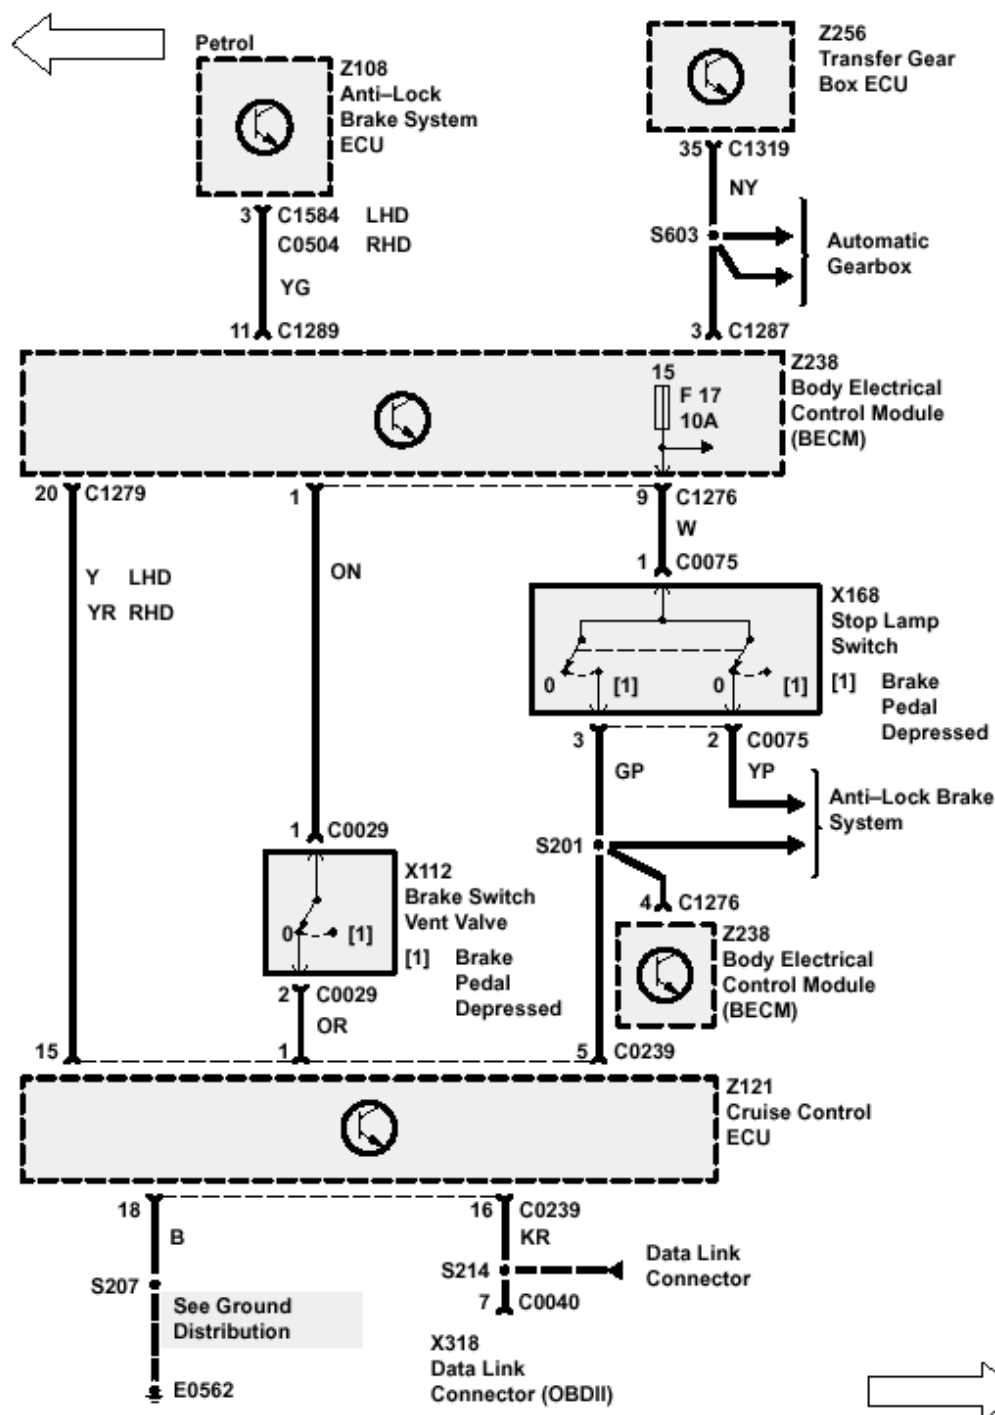 Petrol
Z108
Anti–Lock
Brake System
ECU
Z256
Transfer Gear
Box ECU
3 C1584 LHD
C0504 RHD
YG
11 C1289
35 C1319
NY
S603
Automatic
Gearbox
3 C1287
Z238
Body Electrical
Control Module
(BECM)
15
F 17
10A
20 C1279
1
9 C1276
W
Y LHD
YR RHD
ON
1 C0075
X168
Stop Lamp
Switch
0 [1] 0 [1]
[1] Brake
Pedal
Depressed
3
2 C0075
GP
YP
Anti–Lock Brake
System
S201
1 C0029
X112
Brake Switch
Vent Valve
0 [1]
[1] Brake
Pedal
Depressed
4 C1276
Z238
Body Electrical
Control Module
(BECM)
2 C0029
OR
15
1
5 C0239
Z121
Cruise Control
ECU
18
16 C0239
B
KR
S207
S214
Data Link
Connector
See Ground
Distribution
7 C0040
E0562
X318
Data Link
Connector (OBDII)